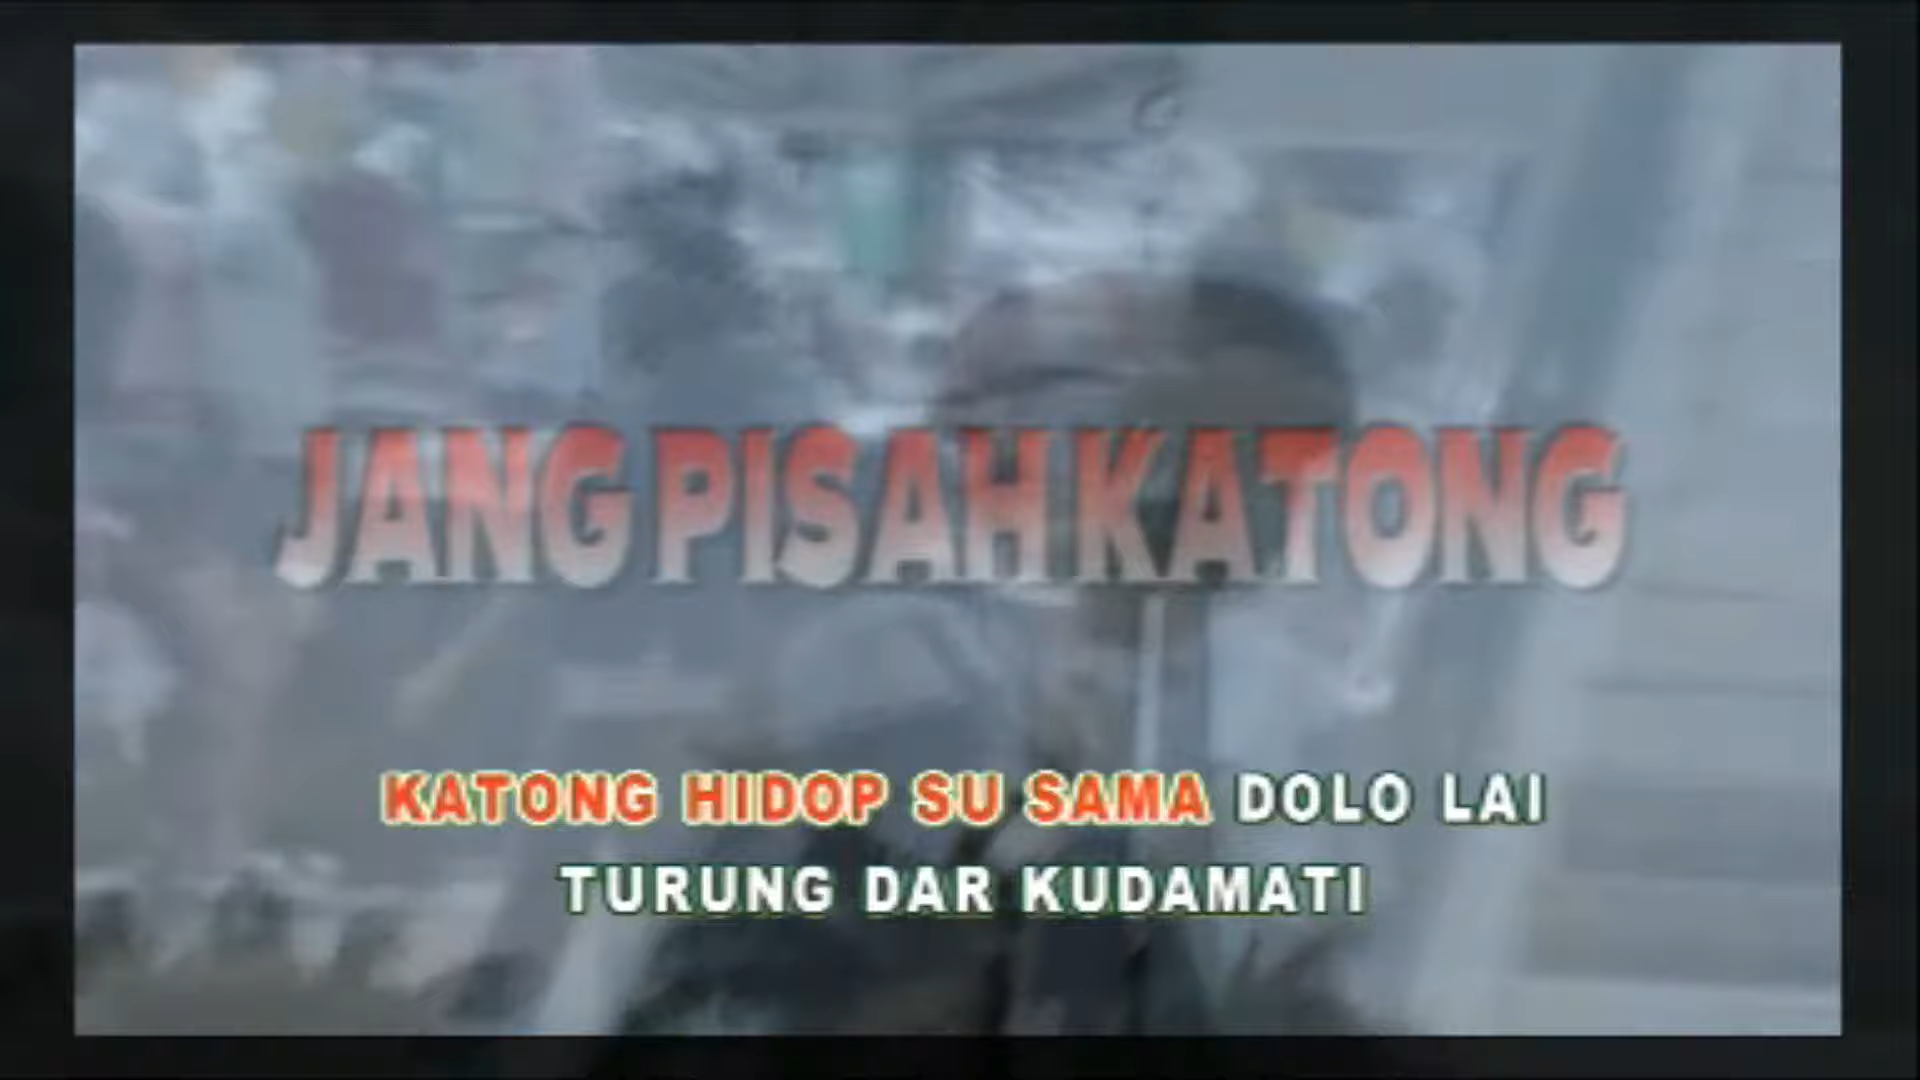 JANG PISAH KATONG
KATONG HIDOP SU SAMA DOLO LAI
TURUNG DAR KUDAMATI